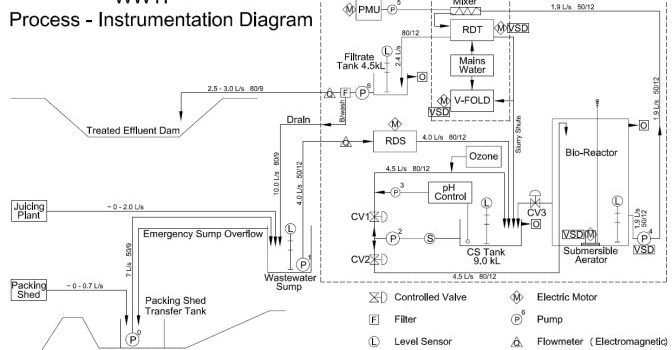 WWTP
Process - Instrumentation Diagram
M
PMU
P
5
Mixer
1,9 L/s 50/12
80/12
RDT
M
VSD
Filtrate
Tank 4.5kL
L
2,4 L/s
O
Mains
Water
2,5 - 3,0 L/s 80/9
Q
F
P
6
M
V-FOLD
VSD
B/wash
Drain
Treated Effluent Dam
Q
M
RDS
4.0 L/s 80/12
Slurry Shute
1,9 L/s 50/12
O
Bio-Reactor
10.0 L/s 80/9
4.0 L/s 50/12
4,5 L/s 80/12
Ozone
P
3
pH
Control
Juicing
Plant
~ 0 - 2.0 L/s
CV1
L
CV3
L
1,9 L/s
50/12
O
Emergency Sump Overflow
L
P
2
S
VSD
M
P
4
VSD
7 L/s 50/9
CV2
CS Tank
9.0 kL
Submersible
Aerator
P
1
Wastewater
Sump
4.5 L/s 80/12
Packing
Shed
~ 0 - 0.7 L/s
Packing Shed
Transfer Tank
P
0
Controlled Valve
M
Electric Motor
F
Filter
P
6
Pump
L
Level Sensor
Q
Flowmeter (Electromagnetic)